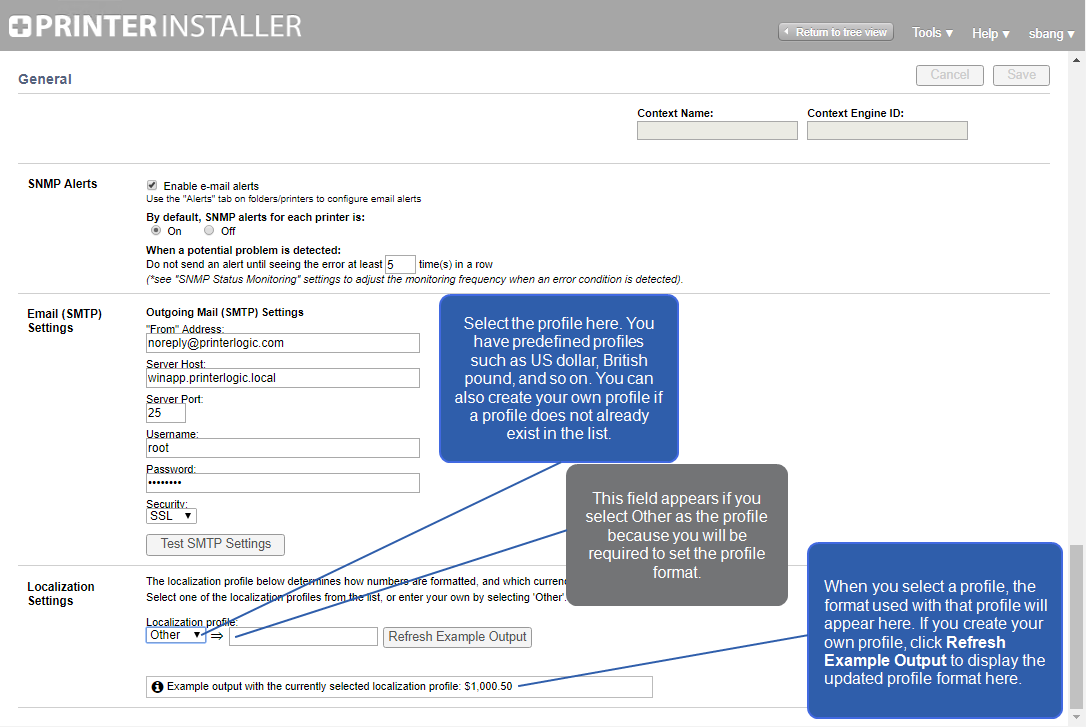 PRINTER INSTALLER
Return to tree view
Tools ▾
Help ▾
sbang ▾
General
Cancel
Save
Context Name:
Context Engine ID:
SNMP Alerts
Enable e-mail alerts
Use the "Alerts" tab on folders/printers to configure email alerts
By default, SNMP alerts for each printer is:
On
Off
When a potential problem is detected:
Do not send an alert until seeing the error at least 5 time(s) in a row
(*see "SNMP Status Monitoring" settings to adjust the monitoring frequency when an error condition is detected).
Email (SMTP)
Settings
Outgoing Mail (SMTP) Settings
"From" Address:
noreply@printerlogic.com
Server Host:
winapp.printerlogic.local
Server Port:
25
Username:
root
Password:
••••••••
Security:
SSL ▼
Test SMTP Settings
Select the profile here. You
have predefined profiles
such as US dollar, British
pound, and so on. You can
also create your own profile if
a profile does not already
exist in the list.
This field appears if you
select Other as the profile
because you will be
required to set the profile
format.
Localization
Settings
The localization profile below determines how numbers are formatted, and which curren
Select one of the localization profiles from the list, or enter your own by selecting 'Other'.
Localization profile:
Other ▼ ⇒
Refresh Example Output
Example output with the currently selected localization profile: $1,000.50
When you select a profile, the
format used with that profile will
appear here. If you create your
own profile, click Refresh
Example Output to display the
updated profile format here.